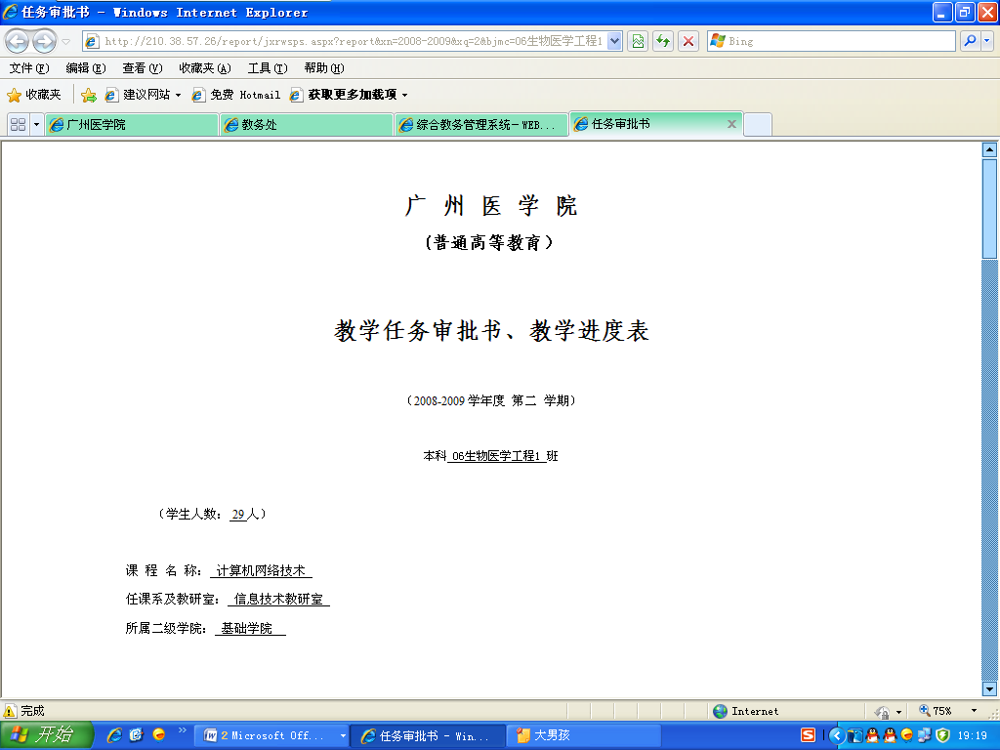 任务审批书 - Windows Internet Explorer
http://210.38.57.26/report/jxrwsps.aspx?report&xn=2008-2009&xq=2&bjmc=06生物医学工程1
Bing
文件(F) 编辑(E) 查看(V) 收藏夹(A) 工具(T) 帮助(H)
收藏夹 建议网站 免费 Hotmail 获取更多加载项
广州医学院 教务处 综合教务管理系统－WEB... 任务审批书
广 州 医 学 院
(普通高等教育）
教学任务审批书、教学进度表
（2008-2009 学年度 第二 学期）
本科 06生物医学工程1 班
（学生人数： 29 人）
课 程 名 称： 计算机网络技术
任课系及教研室： 信息技术教研室
所属二级学院： 基础学院
完成 Internet 75%
开始 2 Microsoft Off... 任务审批书 - Win... 大男孩 19:19